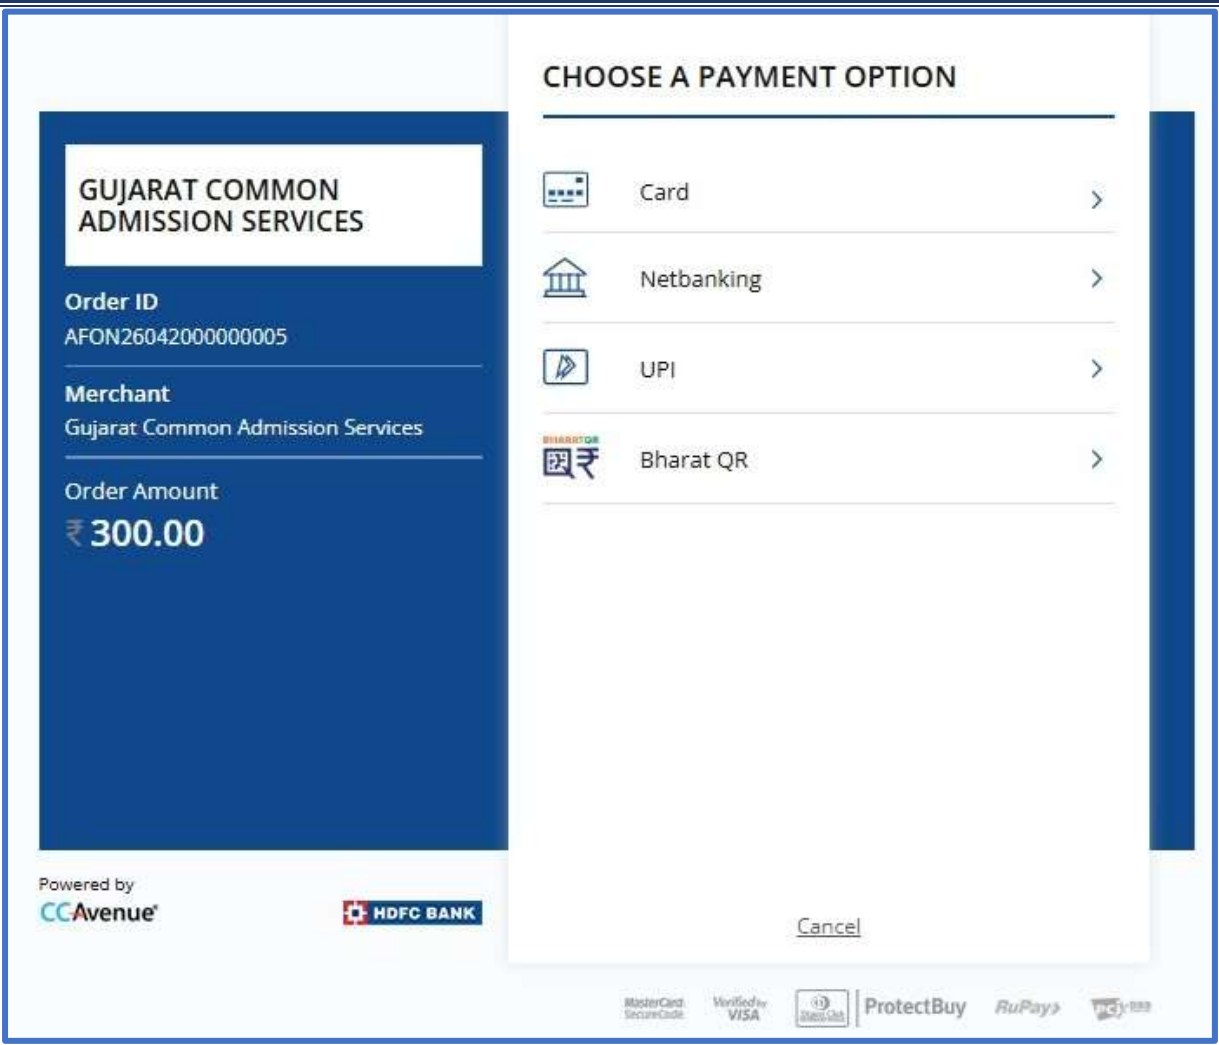 CHOOSE A PAYMENT OPTION
GUJARAT COMMON
ADMISSION SERVICES
Order ID
AFON26042000000005
Merchant
Gujarat Common Admission Services
Order Amount
₹ 300.00
Card
Netbanking
UPI
BHARATQR
Bharat QR
Powered by
CCAvenue
HDFC BANK
Cancel
MasterCard.
SecureCode
Verified by
VISA
ProtectBuy
RuPay